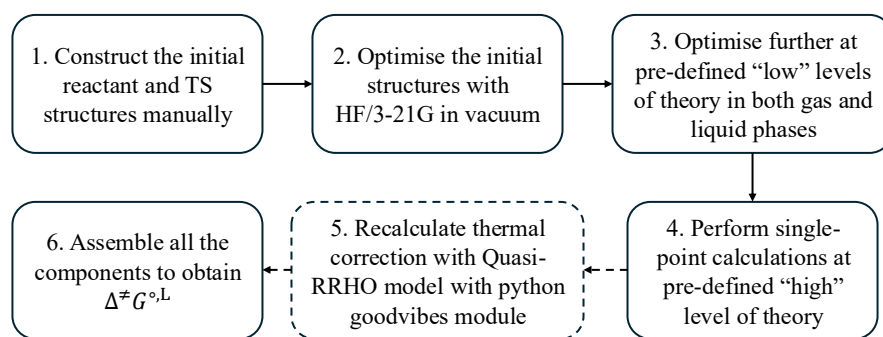 1. Construct the initial
reactant and TS
structures manually
2. Optimise the initial
structures with
HF/3-21G in vacuum
3. Optimise further at
pre-defined “low” levels
of theory in both gas and
liquid phases
4. Perform single-
point calculations at
pre-defined “high”
level of theory
5. Recalculate thermal
correction with Quasi-
RRHO model with python
goodvibes module
6. Assemble all the
components to obtain
Δ≠G°,L